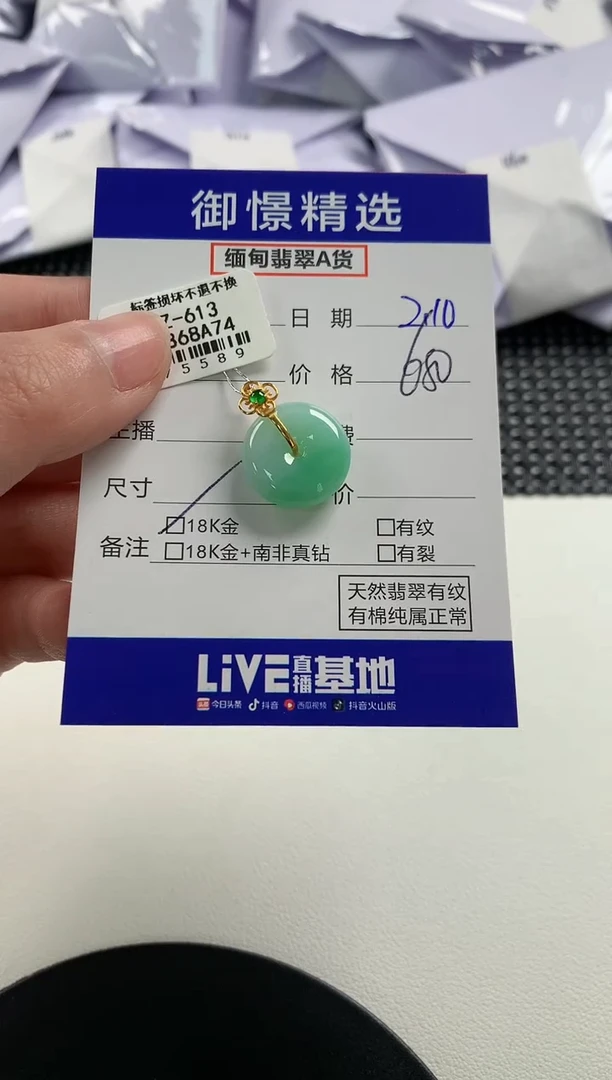 御憬精选
缅甸翡翠A货
标签损坏不退不换
Z-613
368A74
5589
日 期 2.10
价 格 680
主播
费
尺寸
价
备注
□18K金 □有纹
□18K金+南非真钻 □有裂
天然翡翠有纹
有棉纯属正常
LiVE直播基地
头条 今日头条 抖音 西瓜视频 抖音火山版